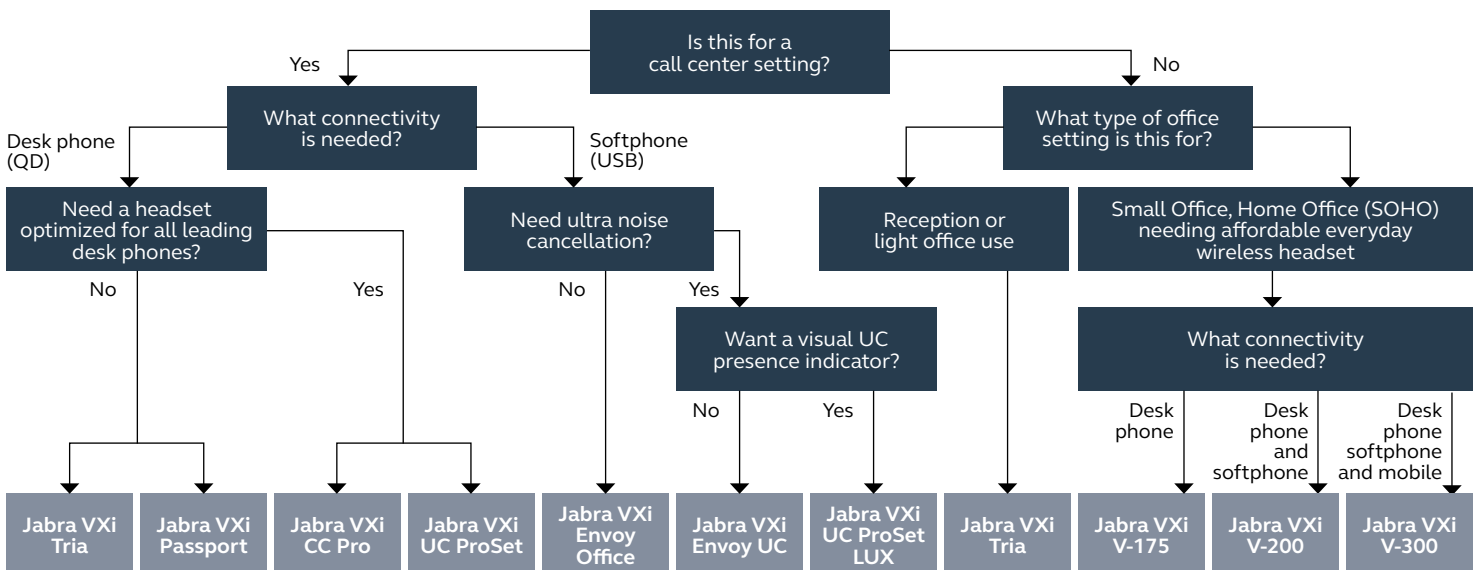 Is this for a
call center setting?
Yes
No
What connectivity
is needed?
What type of office
setting is this for?
Desk phone
(QD)
Softphone
(USB)
Need a headset
optimized for all leading
desk phones?
Need ultra noise
cancellation?
Reception or
light office use
Small Office, Home Office (SOHO)
needing affordable everyday
wireless headset
No
Yes
No
Yes
Want a visual UC
presence indicator?
What connectivity
is needed?
No
Yes
Desk
phone
Desk
phone
and
softphone
Desk
phone
softphone
and mobile
Jabra VXi
Tria
Jabra VXi
Passport
Jabra VXi
CC Pro
Jabra VXi
UC ProSet
Jabra VXi
Envoy
Office
Jabra VXi
Envoy UC
Jabra VXi
UC ProSet
LUX
Jabra VXi
Tria
Jabra VXi
V-175
Jabra VXi
V-200
Jabra VXi
V-300